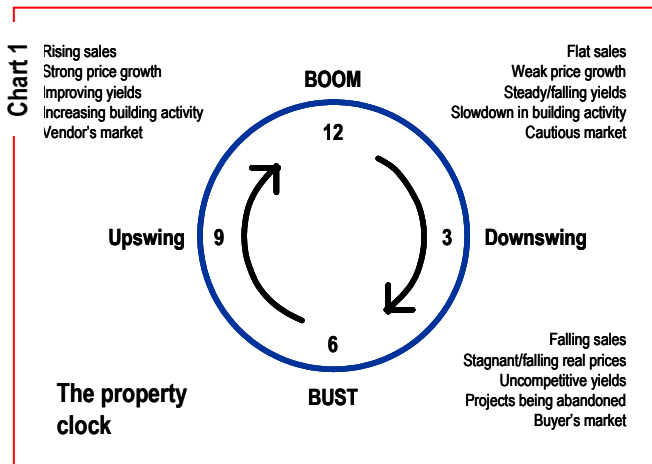 Chart 1
Rising sales
Strong price growth
Improving yields
Increasing building activity
Vendor's market
BOOM
12
Flat sales
Weak price growth
Steady/falling yields
Slowdown in building activity
Cautious market
Upswing
9
3
Downswing
6
BUST
Falling sales
Stagnant/falling real prices
Uncompetitive yields
Projects being abandoned
Buyer's market
The property
clock